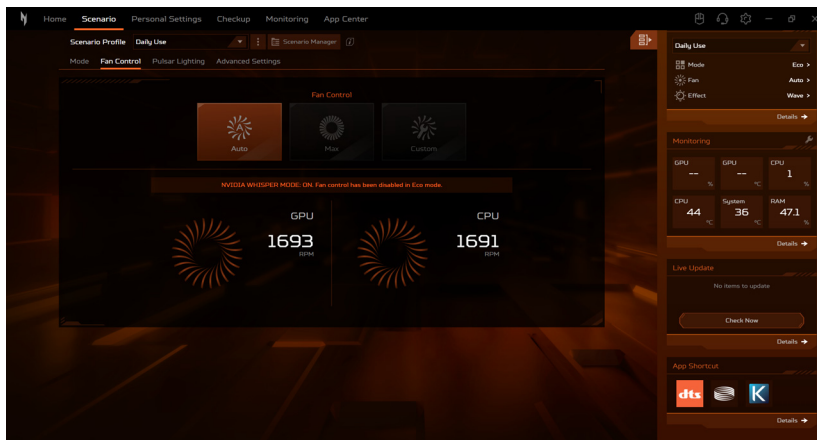 Home Scenario Personal Settings Checkup Monitoring App Center
Scenario Profile Daily Use Scenario Manager
Mode Fan Control Pulsar Lighting Advanced Settings
Fan Control
Auto Max Custom
NVIDIA WHISPER MODE: ON. Fan control has been disabled in Eco mode.
GPU
1693
RPM
CPU
1691
RPM
Daily Use
Mode Eco >
Fan Auto >
Effect Wave >
Details
Monitoring
GPU GPU CPU
-- -- 1
% °C %
CPU System RAM
44 36 47.1
°C °C %
Details
Live Update
No items to update
Check Now
Details
App Shortcut
dts K
Details